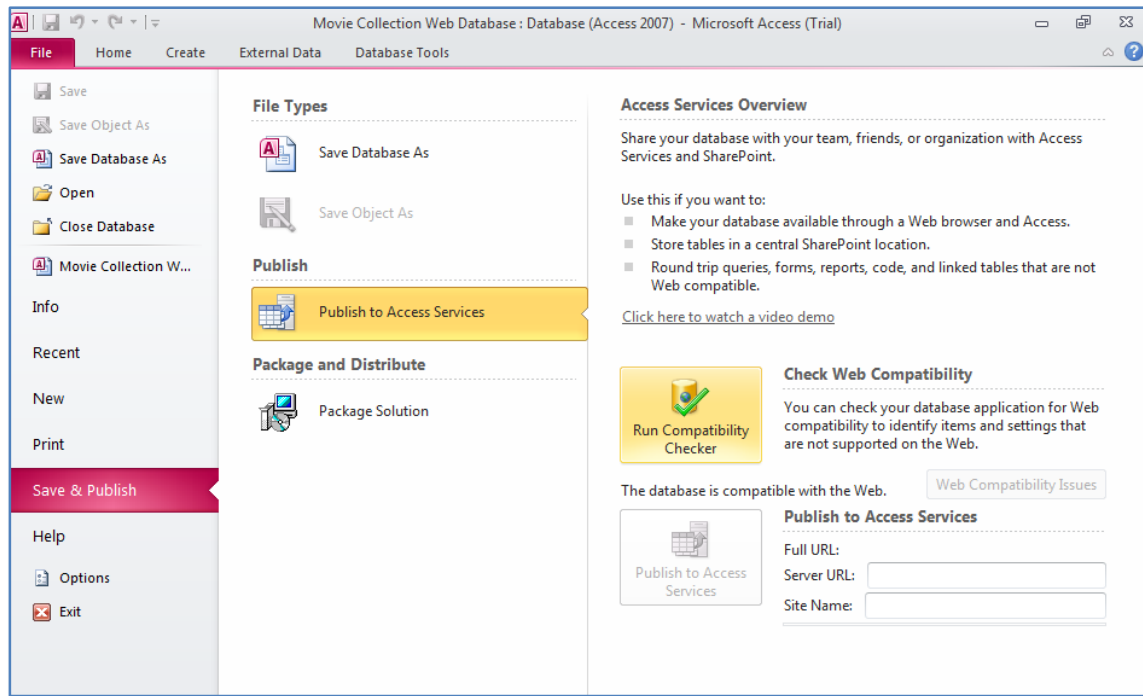 Movie Collection Web Database : Database (Access 2007) - Microsoft Access (Trial)
File Home Create External Data Database Tools
Save
Save Object As
Save Database As
Open
Close Database
Movie Collection W...
Info
Recent
New
Print
Save & Publish
Help
Options
Exit
File Types
Save Database As
Save Object As
Publish
Publish to Access Services
Package and Distribute
Package Solution
Access Services Overview
Share your database with your team, friends, or organization with Access
Services and SharePoint.
Use this if you want to:
Make your database available through a Web browser and Access.
Store tables in a central SharePoint location.
Round trip queries, forms, reports, code, and linked tables that are not
Web compatible.
Click here to watch a video demo
Run Compatibility
Checker
Check Web Compatibility
You can check your database application for Web
compatibility to identify items and settings that
are not supported on the Web.
The database is compatible with the Web.
Web Compatibility Issues
Publish to Access
Services
Publish to Access Services
Full URL:
Server URL:
Site Name: